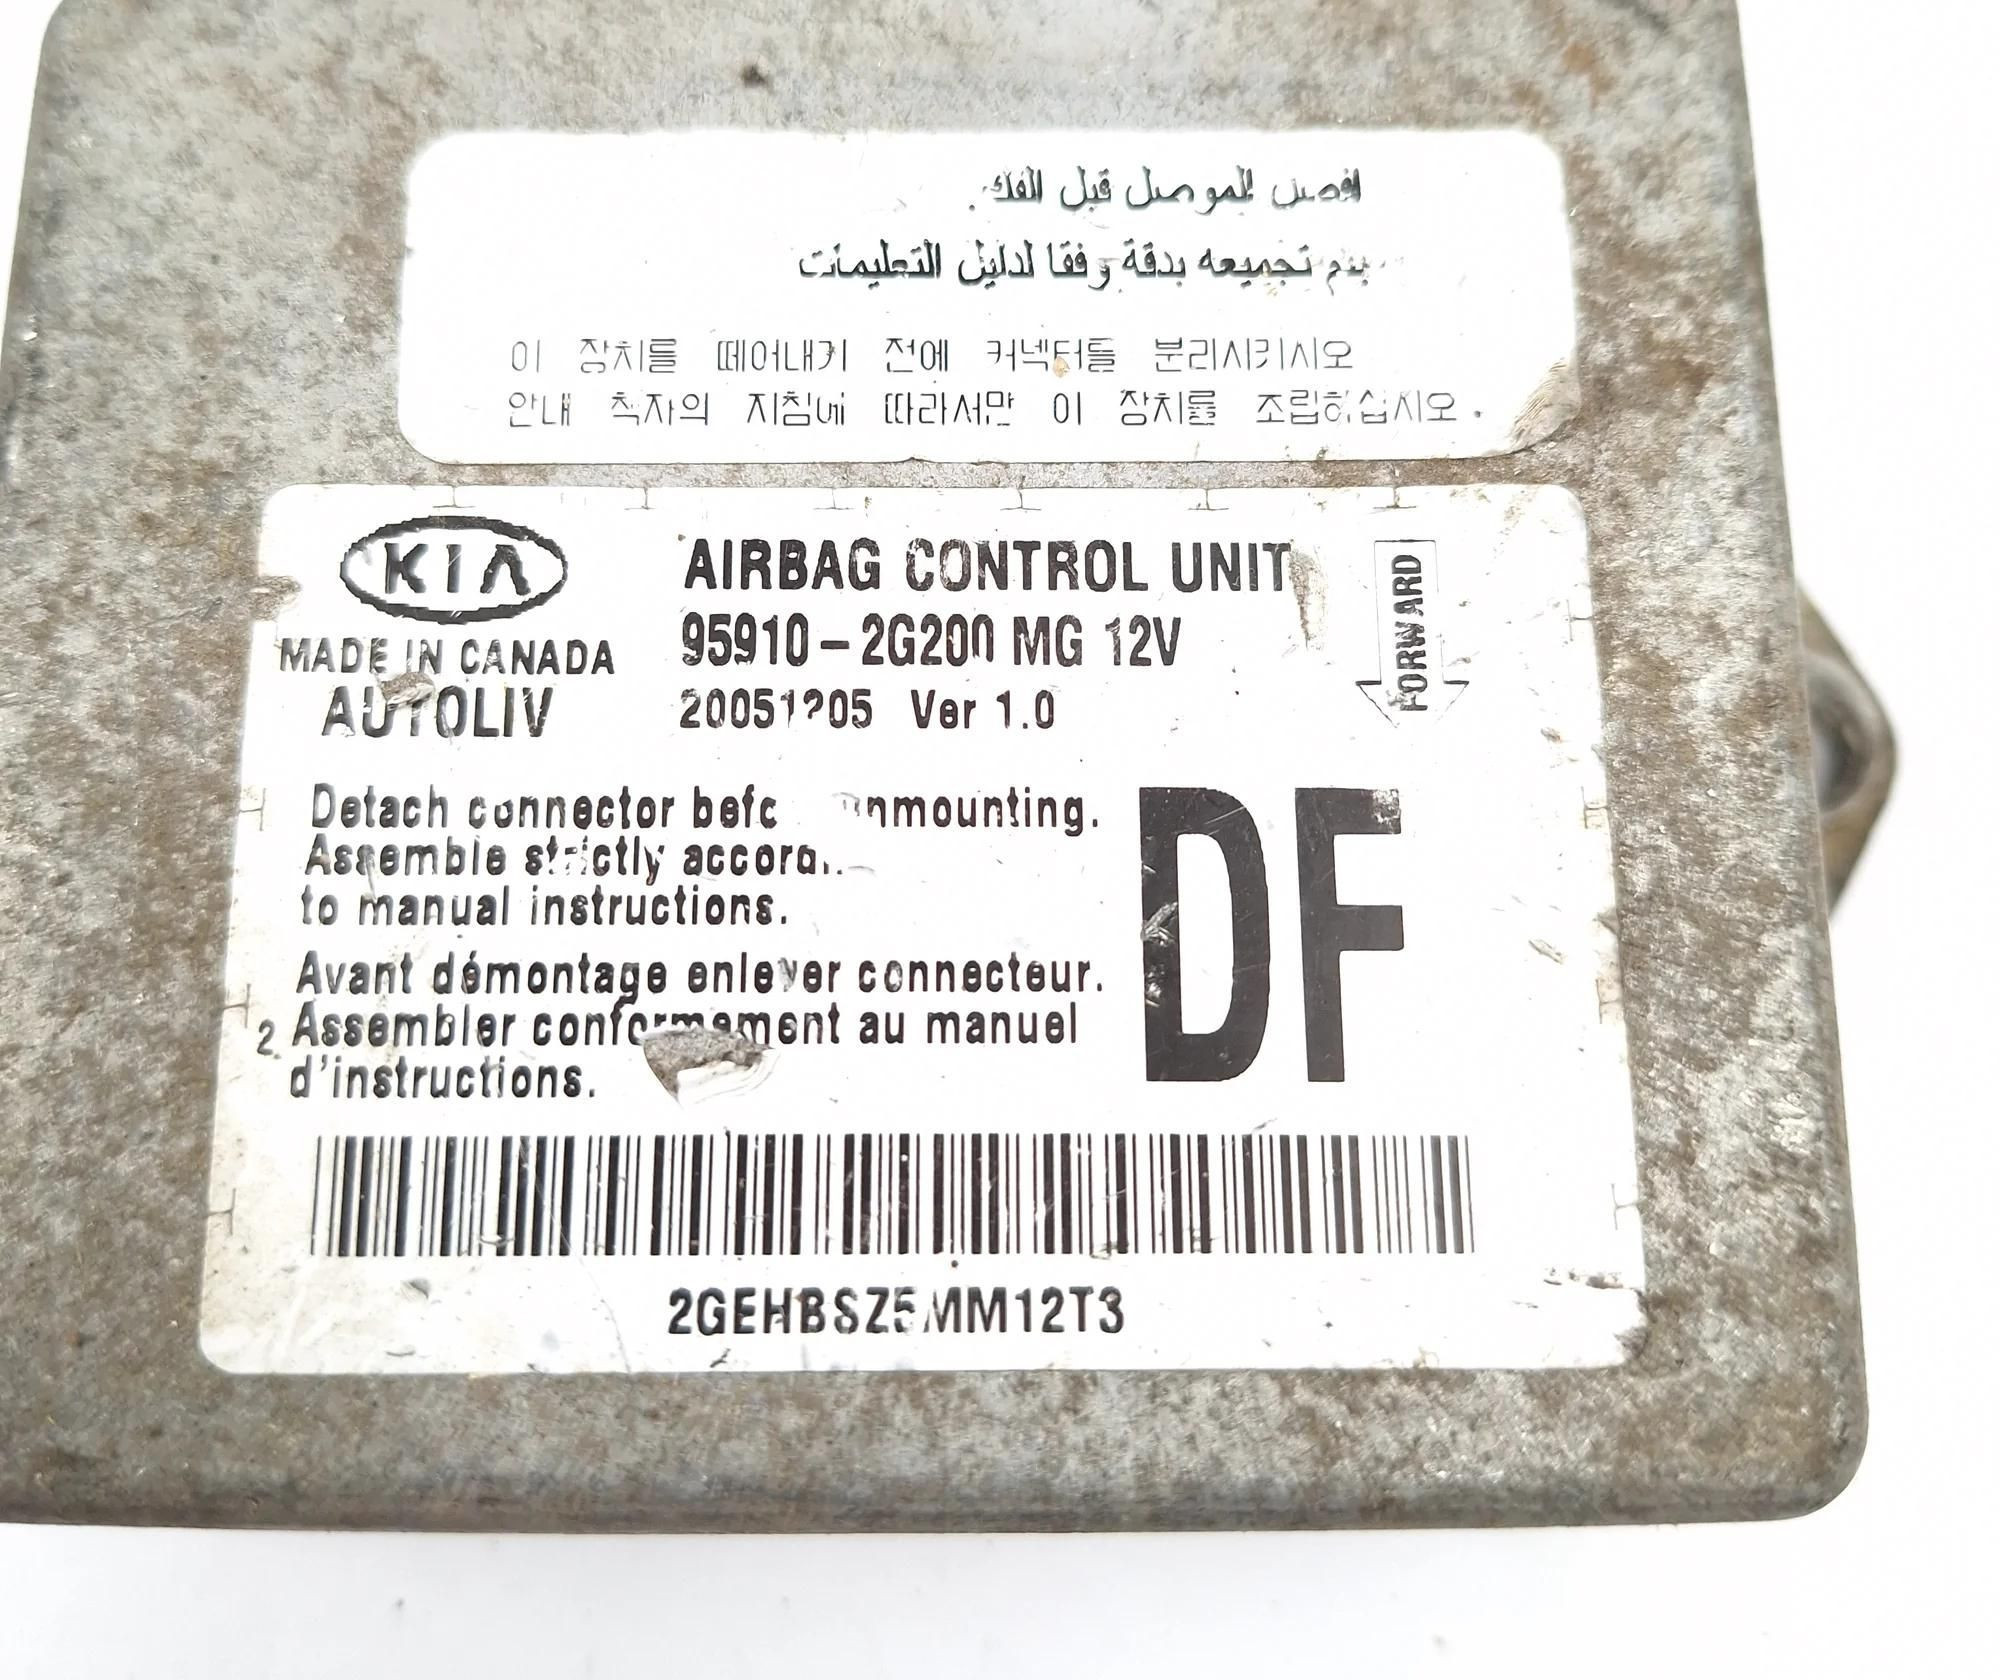 افصل الموصل قبل الفك.
يتم تجميعه بدقة وفقا لدليل التعليمات
이 장치를 떼어내기 전에 커넥터를 분리시키시오
안내 책자의 지침에 따라서만 이 장치를 조립하십시오.
KIA
MADE IN CANADA
AUTOLIV
AIRBAG CONTROL UNIT
95910-2G200 MG 12V
20051205 Ver 1.0
FORWARD
Detach connector unmounting.
Assemble strictly
to manual instructions.
DF
Avant démontage enlever connecteur.
2 Assembler conformement au manuel
d'instructions.
2GEHBSZ5MM12T3